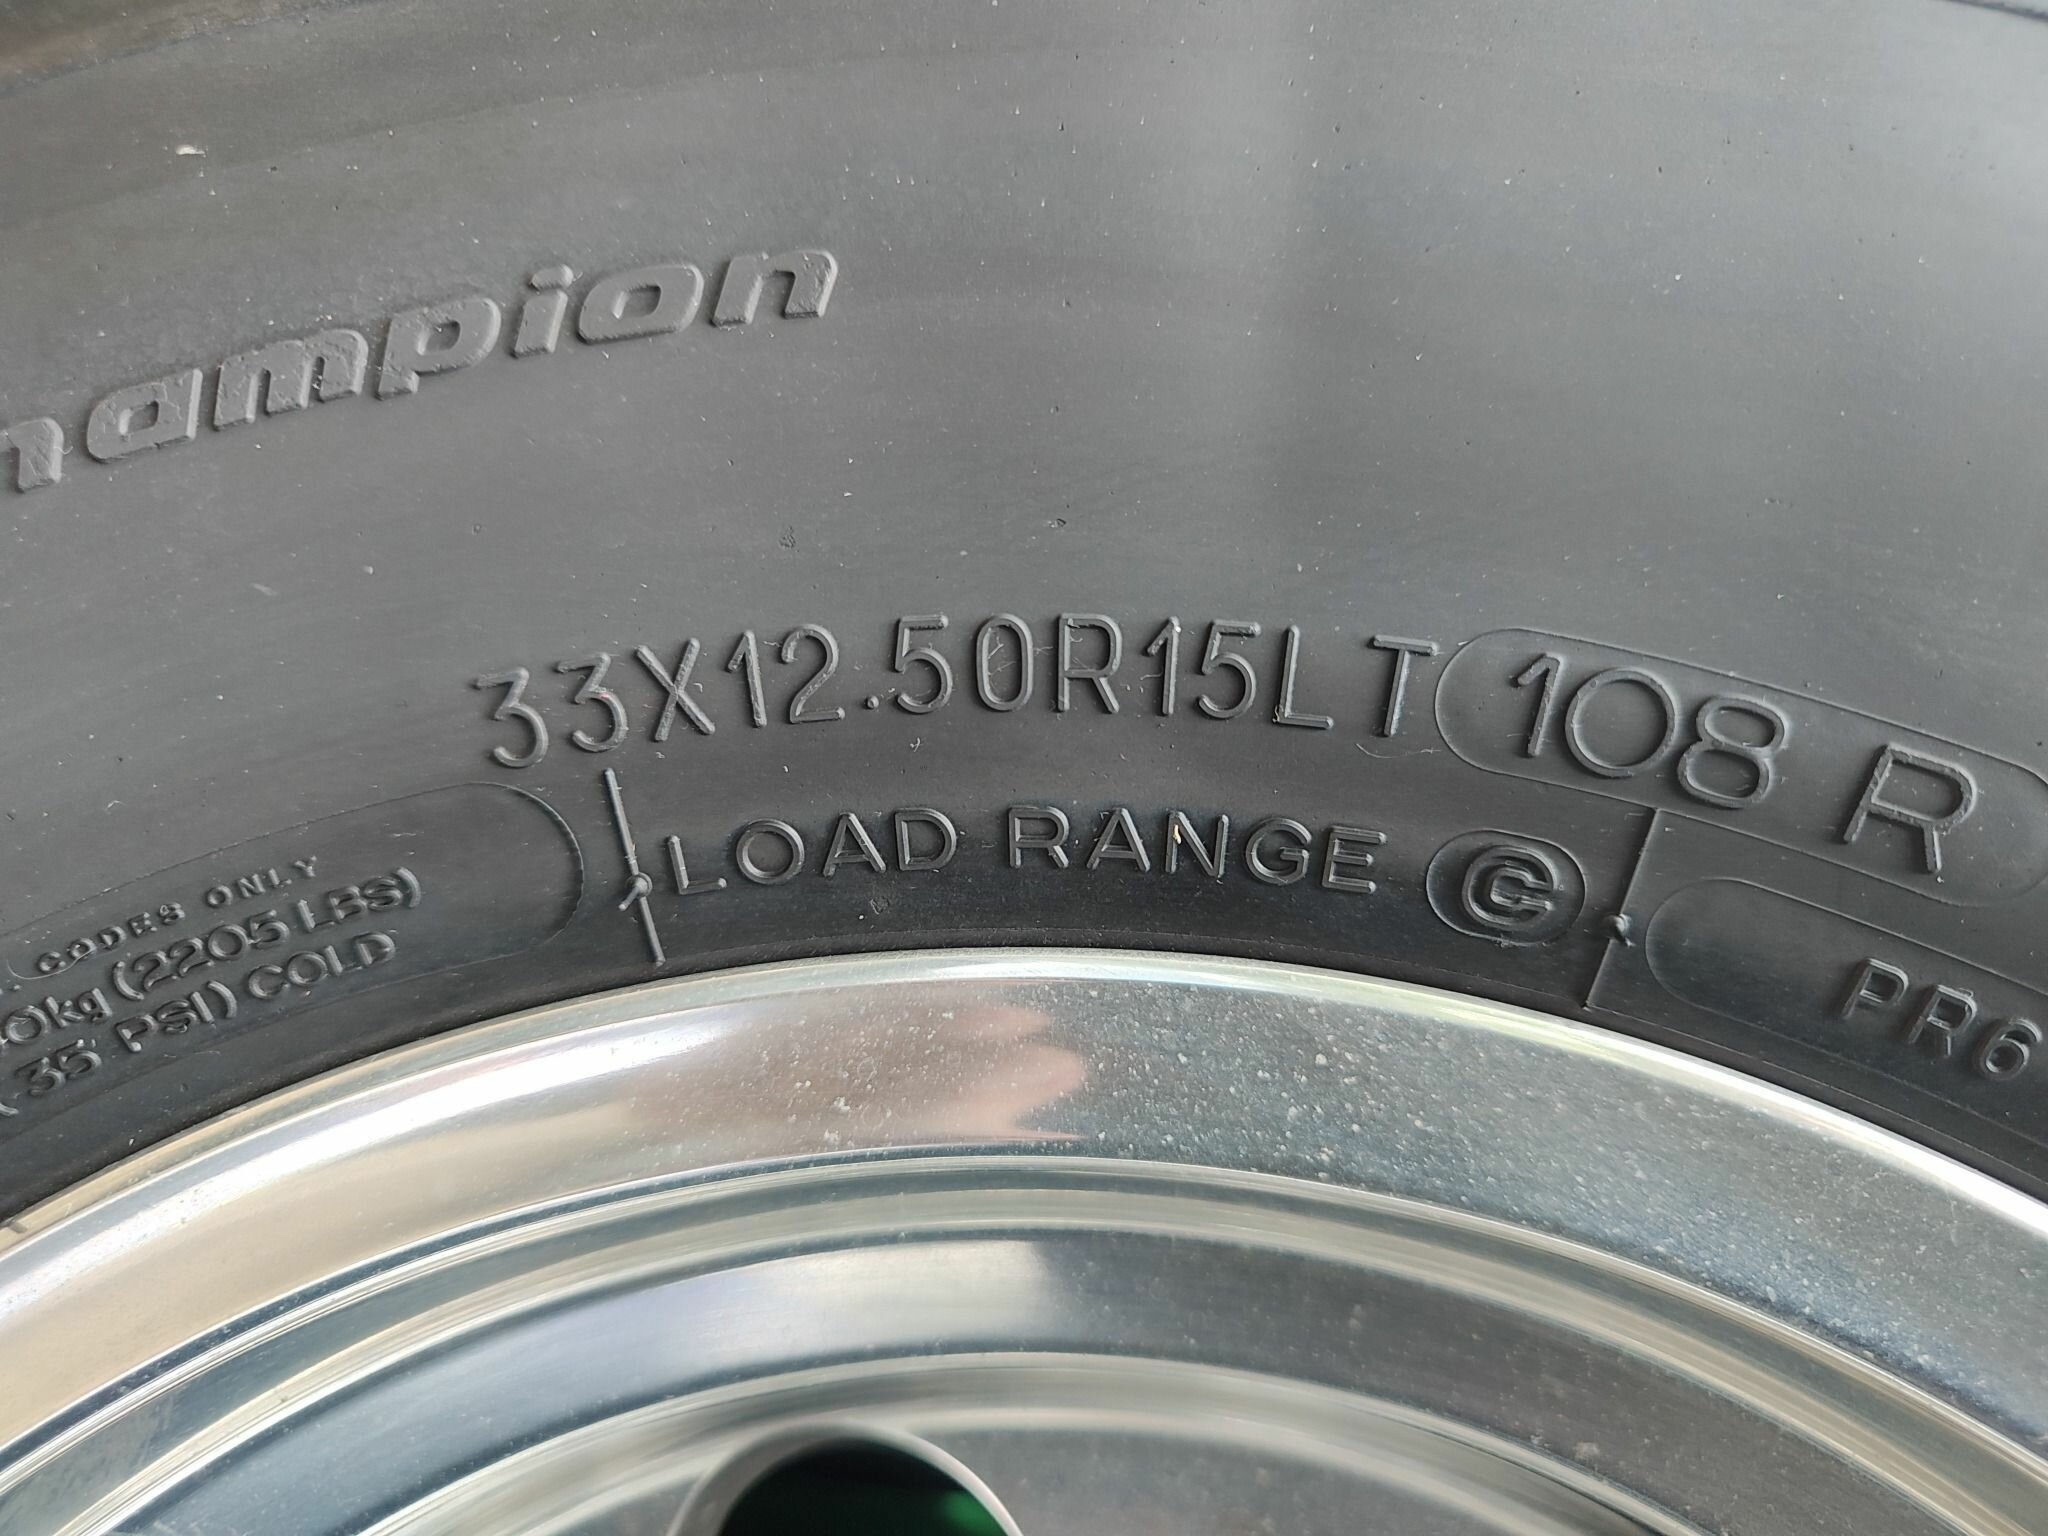 hampion
33X12.50R15LT 108 R
LOAD RANGE C
PR6
CODES ONLY
0kg (2205 LBS)
(35 PSI) COLD